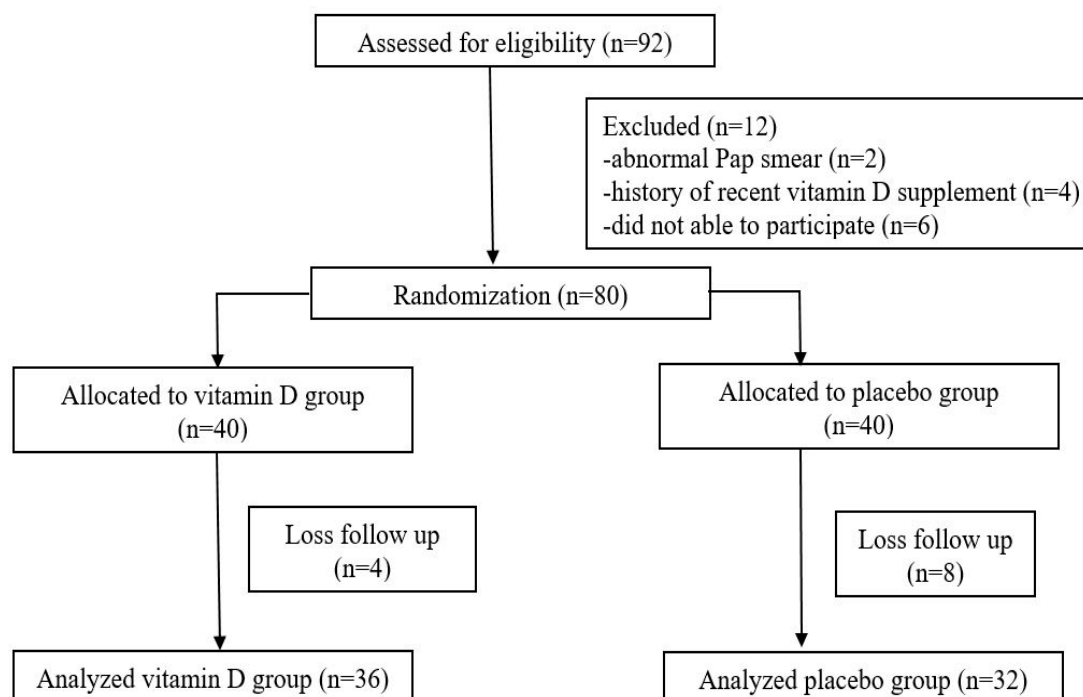 Assessed for eligibility (n=92)
Excluded (n=12)
-abnormal Pap smear (n=2)
-history of recent vitamin D supplement (n=4)
-did not able to participate (n=6)
Randomization (n=80)
Allocated to vitamin D group
(n=40)
Allocated to placebo group
(n=40)
Loss follow up
(n=4)
Loss follow up
(n=8)
Analyzed vitamin D group (n=36)
Analyzed placebo group (n=32)